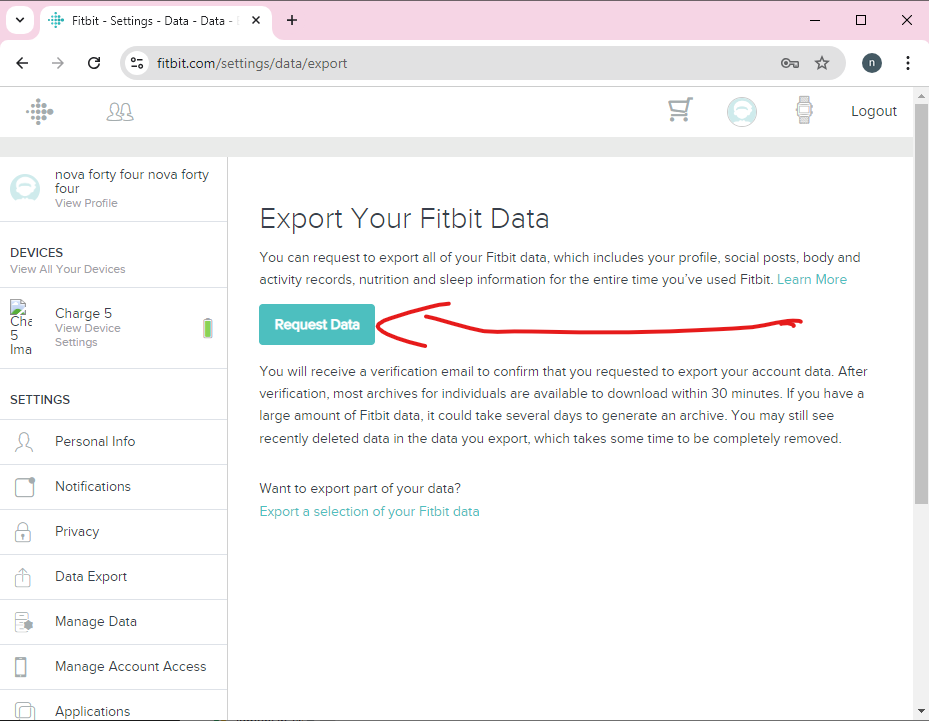 Fitbit - Settings - Data - Data -
fitbit.com/settings/data/export
n
Logout
nova forty four nova forty
four
View Profile
DEVICES
View All Your Devices
Cha
5
Ima
Charge 5
View Device
Settings
SETTINGS
Personal Info
Notifications
Privacy
Data Export
Manage Data
Manage Account Access
Applications
Export Your Fitbit Data
You can request to export all of your Fitbit data, which includes your profile, social posts, body and
activity records, nutrition and sleep information for the entire time you've used Fitbit. Learn More
Request Data
You will receive a verification email to confirm that you requested to export your account data. After
verification, most archives for individuals are available to download within 30 minutes. If you have a
large amount of Fitbit data, it could take several days to generate an archive. You may still see
recently deleted data in the data you export, which takes some time to be completely removed.
Want to export part of your data?
Export a selection of your Fitbit data